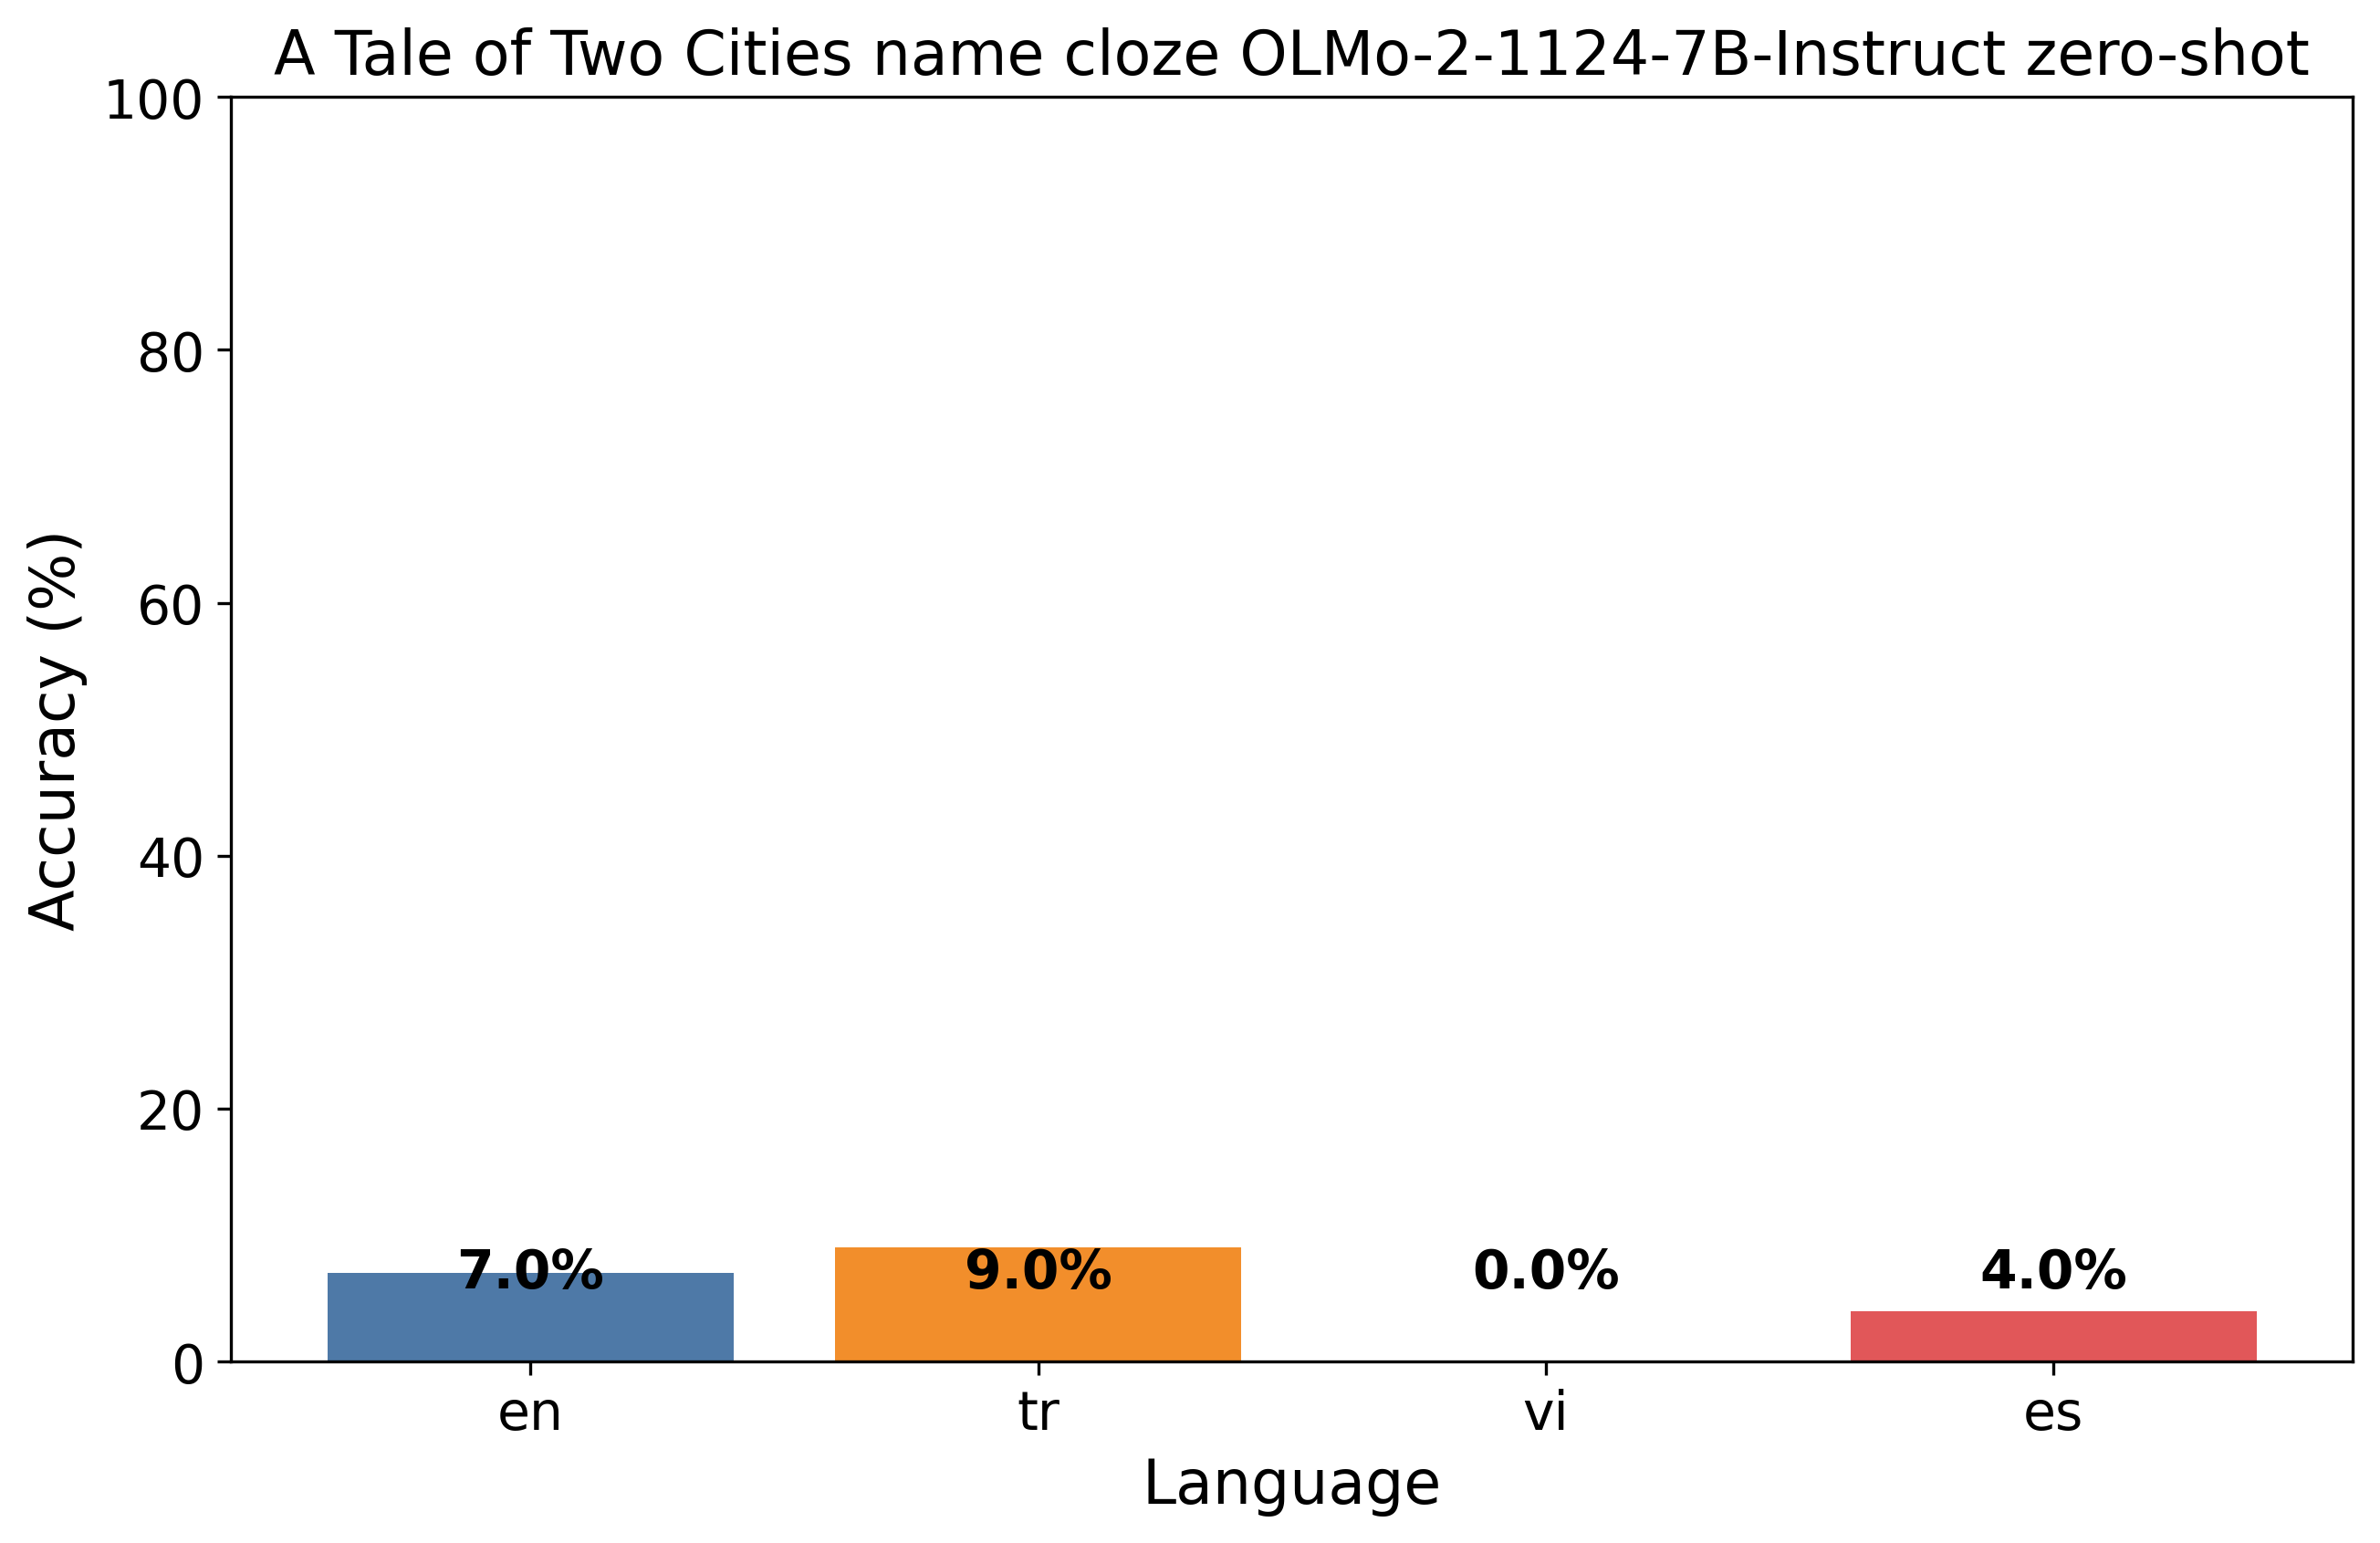 A Tale of Two Cities name cloze OLMo-2-1124-7B-Instruct zero-shot
100
80
60
40
20
0
Accuracy (%)
7.0%
9.0%
0.0%
4.0%
en
tr
vi
es
Language